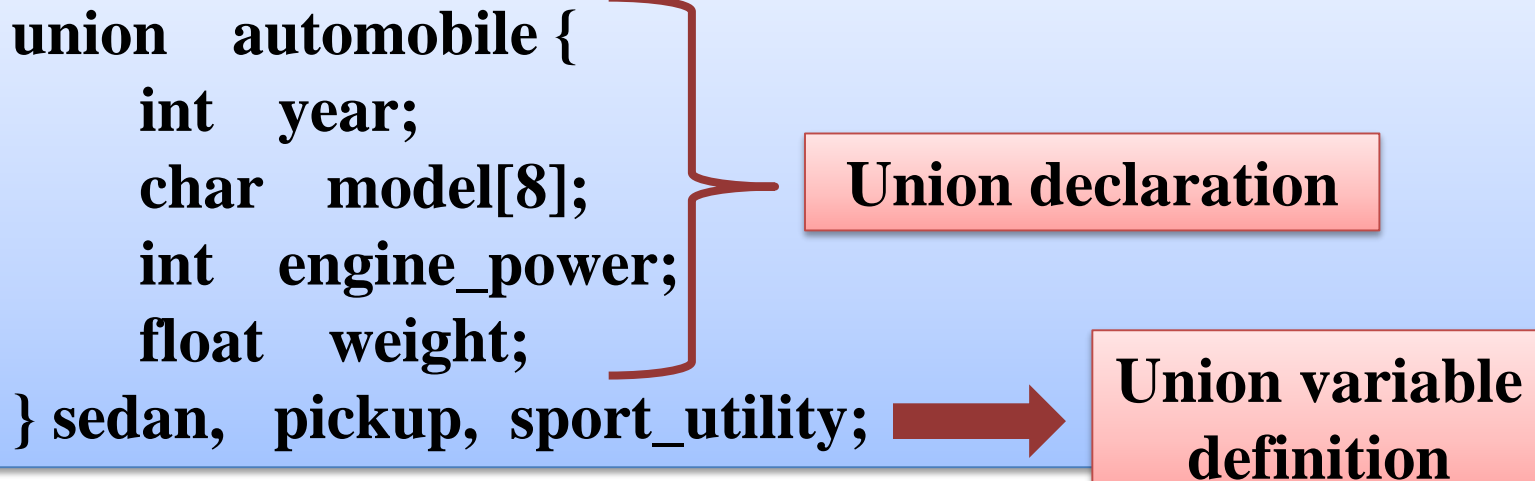 union automobile {
int year;
char model[8];
int engine_power;
float weight;
} sedan, pickup, sport_utility;
Union declaration
Union variable
definition